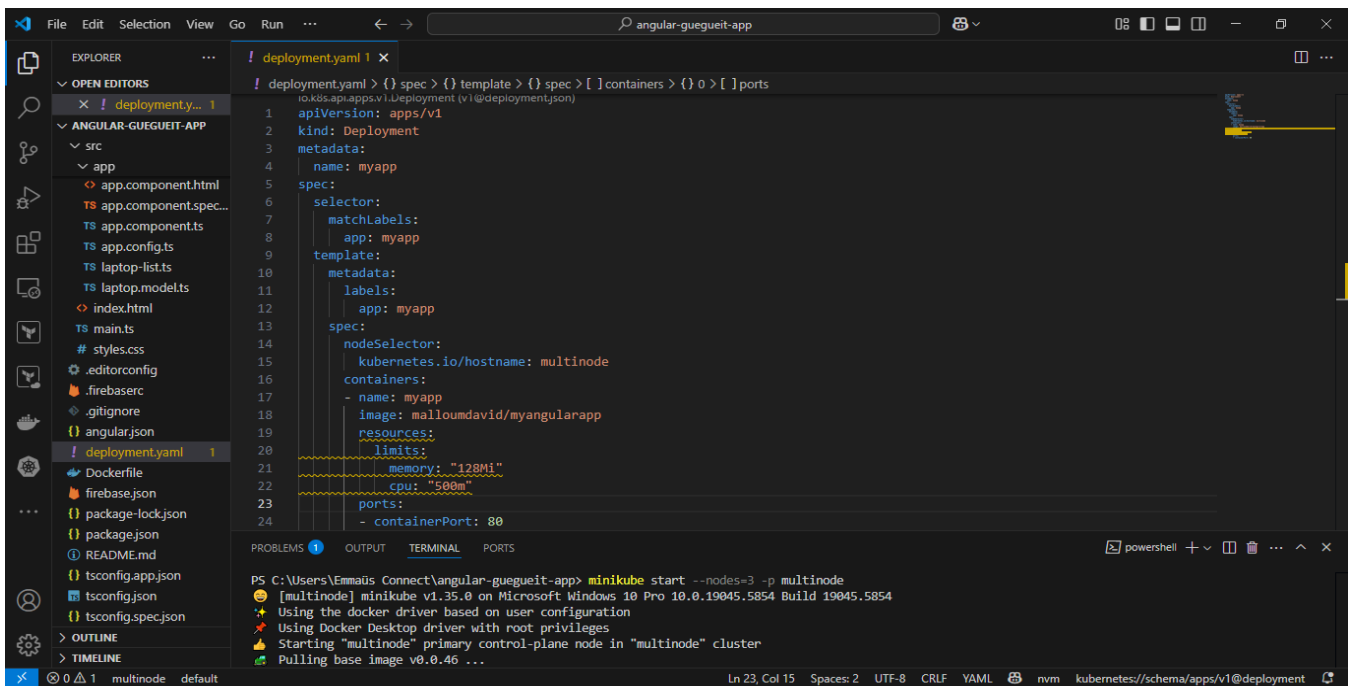 File Edit Selection View Go Run ··· angular-guegueit-app
EXPLORER ···
OPEN EDITORS
deployment.y... 1
ANGULAR-GUEGUEIT-APP
src
app
app.component.html
TS app.component.spec...
TS app.component.ts
TS app.config.ts
TS laptop-list.ts
TS laptop.model.ts
index.html
TS main.ts
# styles.css
.editorconfig
.firebaserc
.gitignore
{} angular.json
! deployment.yaml 1
Dockerfile
firebase.json
{} package-lock.json
{} package.json
README.md
{} tsconfig.app.json
tsconfig.json
{} tsconfig.spec.json
OUTLINE
TIMELINE
! deployment.yaml 1
! deployment.yaml > {} spec > {} template > {} spec > [ ] containers > {} 0 > [ ] ports
io.k8s.api.apps.v1.Deployment (v1@deployment.json)
1 apiVersion: apps/v1
2 kind: Deployment
3 metadata:
4 name: myapp
5 spec:
6 selector:
7 matchLabels:
8 app: myapp
9 template:
10 metadata:
11 labels:
12 app: myapp
13 spec:
14 nodeSelector:
15 kubernetes.io/hostname: multinode
16 containers:
17 - name: myapp
18 image: malloumdavid/myangularapp
19 resources:
20 limits:
21 memory: "128Mi"
22 cpu: "500m"
23 ports:
24 - containerPort: 80
PROBLEMS 1 OUTPUT TERMINAL PORTS powershell
PS C:\Users\Emmaüs Connect\angular-guegueit-app> minikube start --nodes=3 -p multinode
[multinode] minikube v1.35.0 on Microsoft Windows 10 Pro 10.0.19045.5854 Build 19045.5854
Using the docker driver based on user configuration
Using Docker Desktop driver with root privileges
Starting "multinode" primary control-plane node in "multinode" cluster
Pulling base image v0.0.46 ...
0 1 multinode default Ln 23, Col 15 Spaces: 2 UTF-8 CRLF YAML nvm kubernetes://schema/apps/v1@deployment